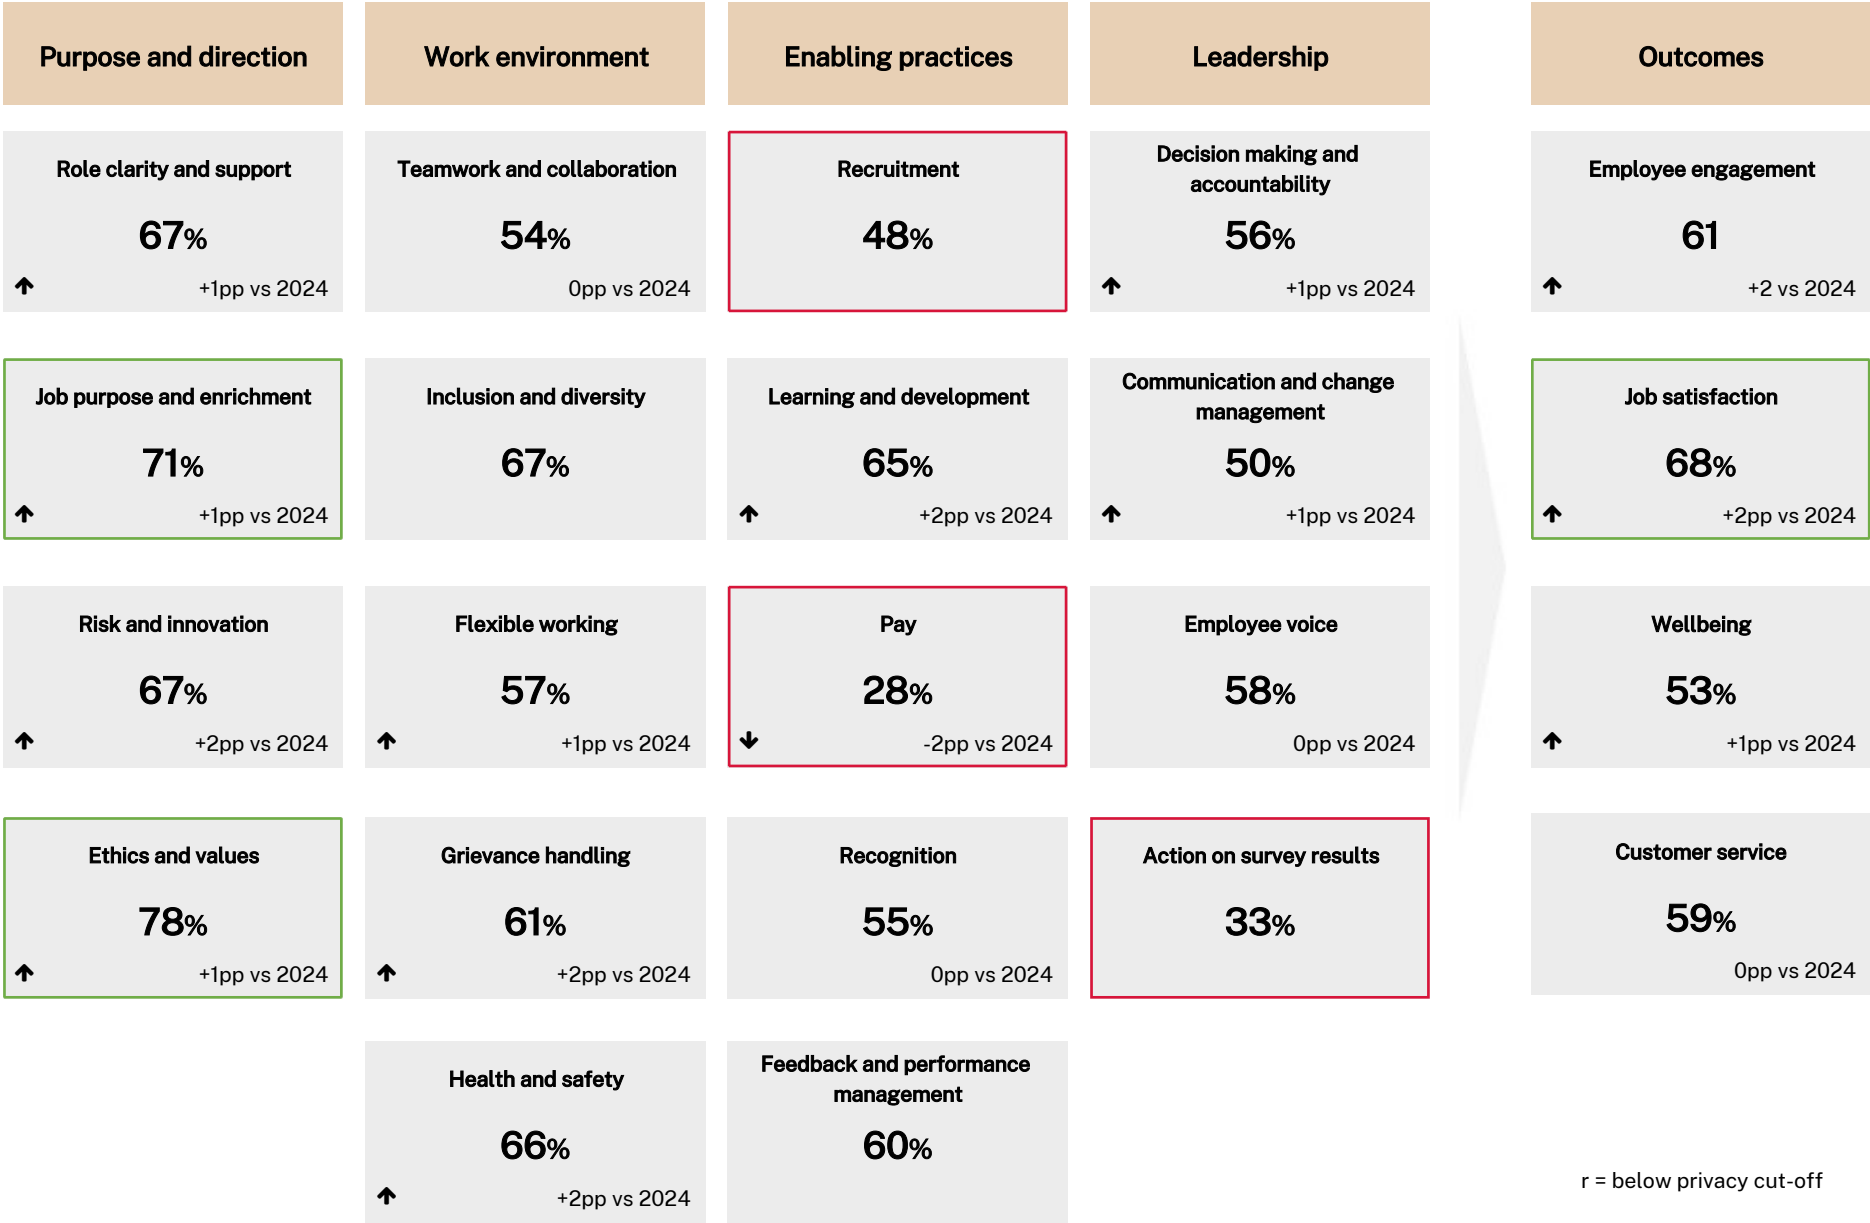 Purpose and direction
Work environment
Enabling practices
Leadership
Outcomes
Role clarity and support
67%
+1pp vs 2024
Teamwork and collaboration
54%
0pp vs 2024
Recruitment
48%
Decision making and
accountability
56%
+1pp vs 2024
Employee engagement
61
+2 vs 2024
Job purpose and enrichment
71%
+1pp vs 2024
Inclusion and diversity
67%
Learning and development
65%
+2pp vs 2024
Communication and change
management
50%
+1pp vs 2024
Job satisfaction
68%
+2pp vs 2024
Risk and innovation
67%
+2pp vs 2024
Flexible working
57%
+1pp vs 2024
Pay
28%
-2pp vs 2024
Employee voice
58%
0pp vs 2024
Wellbeing
53%
+1pp vs 2024
Ethics and values
78%
+1pp vs 2024
Grievance handling
61%
+2pp vs 2024
Recognition
55%
0pp vs 2024
Action on survey results
33%
Customer service
59%
0pp vs 2024
Health and safety
66%
+2pp vs 2024
Feedback and performance
management
60%
r = below privacy cut-off